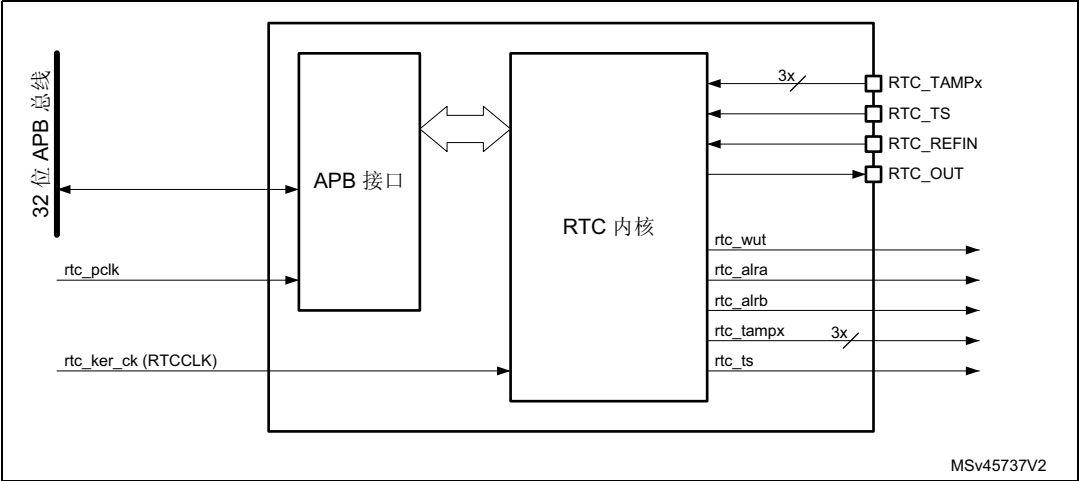 32 位 APB 总线
APB 接口
RTC 内核
3x
RTC_TAMPx
RTC_TS
RTC_REFIN
RTC_OUT
rtc_pclk
rtc_ker_ck (RTCCLK)
rtc_wut
rtc_alra
rtc_alrb
rtc_tampx
3x
rtc_ts
MSv45737V2